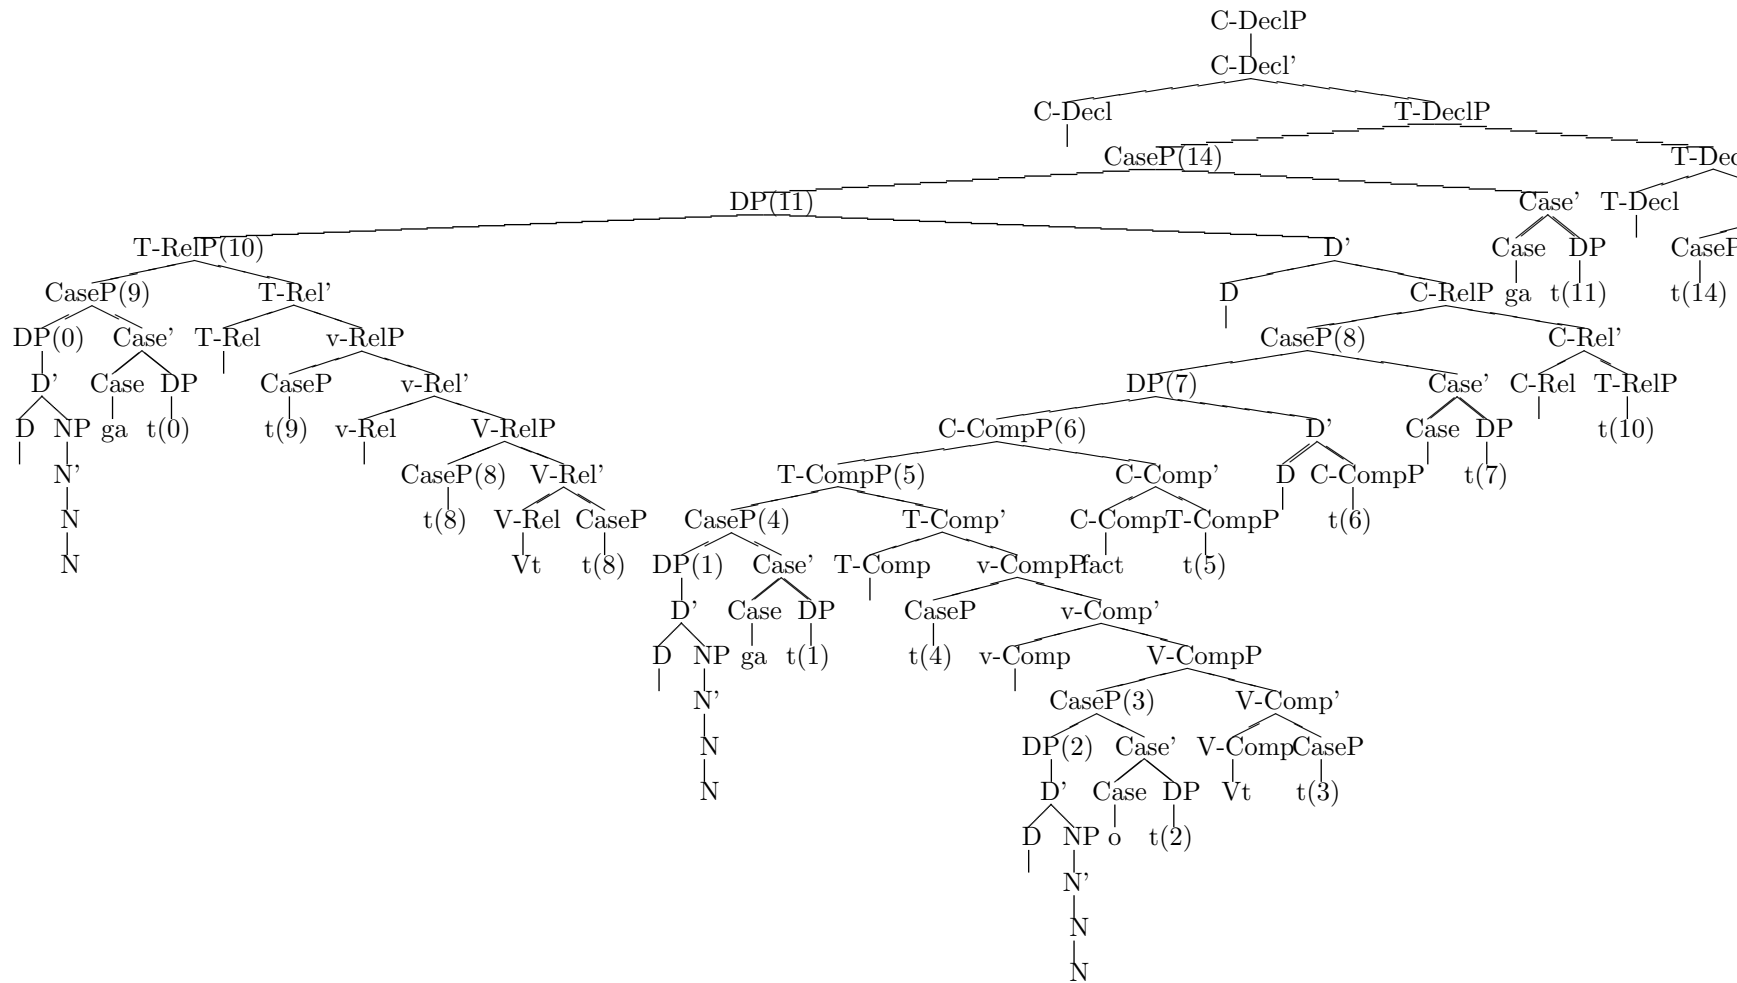 C-DeclP
C-Decl'
C-Decl T-DeclP
CaseP(14) T-Dec
DP(11) Case' T-Decl
T-RelP(10) D' Case DP CaseP
CaseP(9) T-Rel' D C-RelP ga t(11) t(14)
DP(0) Case' T-Rel v-RelP CaseP(8) C-Rel'
D' Case DP CaseP v-Rel' DP(7) Case' C-Rel T-RelP
D NP ga t(0) t(9) v-Rel V-RelP C-CompP(6) D' Case DP t(10)
N' CaseP(8) V-Rel' T-CompP(5) C-Comp' D C-CompP t(7)
N t(8) V-Rel CaseP CaseP(4) T-Comp' C-Comp T-CompP t(6)
N Vt t(8) DP(1) Case' T-Comp v-CompP fact t(5)
D' Case DP CaseP v-Comp'
D NP ga t(1) t(4) v-Comp V-CompP
N' CaseP(3) V-Comp'
N DP(2) Case' V-Comp CaseP
N D' Case DP Vt t(3)
D NP o t(2)
N'
N
N